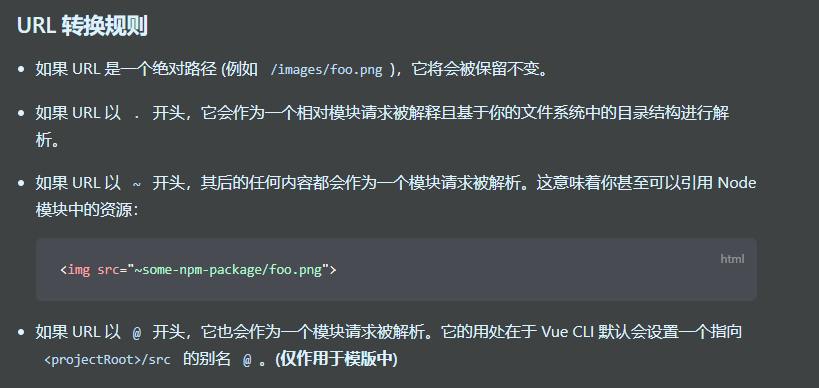 URL 转换规则
如果 URL 是一个绝对路径 (例如 /images/foo.png )，它将会被保留不变。
如果 URL 以 . 开头，它会作为一个相对模块请求被解释且基于你的文件系统中的目录结构进行解
析。
如果 URL 以 ~ 开头，其后的任何内容都会作为一个模块请求被解析。这意味着你甚至可以引用 Node
模块中的资源：
html
<img src="~some-npm-package/foo.png">
如果 URL 以 @ 开头，它也会作为一个模块请求被解析。它的用处在于 Vue CLI 默认会设置一个指向
<projectRoot>/src 的别名 @ 。(仅作用于模版中)